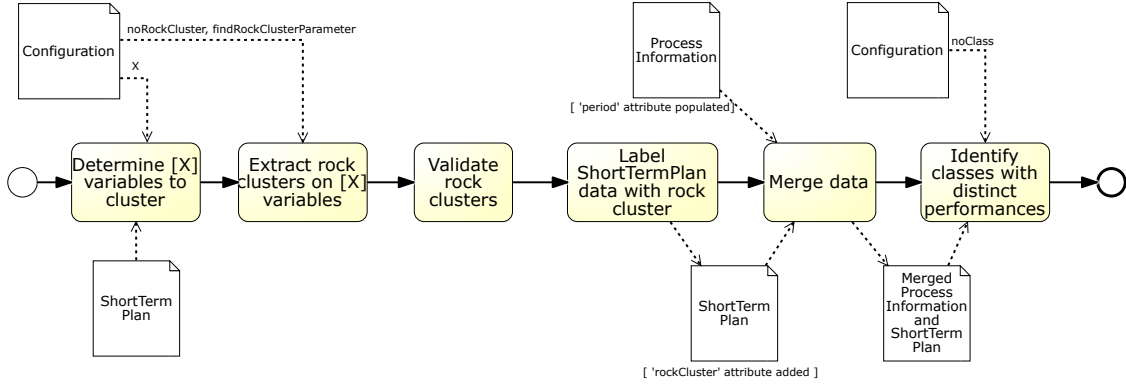 Configuration
noRockCluster, findRockClusterParameter
X
Process
Information
[ 'period' attribute populated]
Configuration
noClass
Determine [X]
variables to
cluster
Extract rock
clusters on [X]
variables
Validate
rock
clusters
Label
ShortTermPlan
data with rock
cluster
Merge data
Identify
classes with
distinct
performances
ShortTerm
Plan
ShortTerm
Plan
[ 'rockCluster' attribute added ]
Merged
Process
Information
and
ShortTerm
Plan